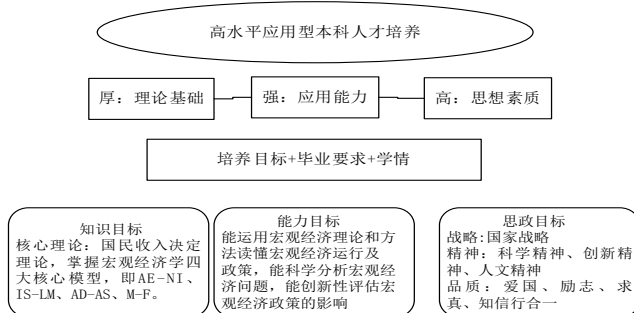 高水平应用型本科人才培养
厚：理论基础
强：应用能力
高：思想素质
培养目标+毕业要求+学情
知识目标
核心理论：国民收入决定
理论，掌握宏观经济学四
大核心模型，即AE-NI、
IS-LM、AD-AS、M-F。
能力目标
能运用宏观经济理论和方
法读懂宏观经济运行及
政策，能科学分析宏观经
济问题，能创新性评估宏
观经济政策的影响
思政目标
战略:国家战略
精神：科学精神、创新精
神、人文精神
品质：爱国、励志、求
真、知信行合一